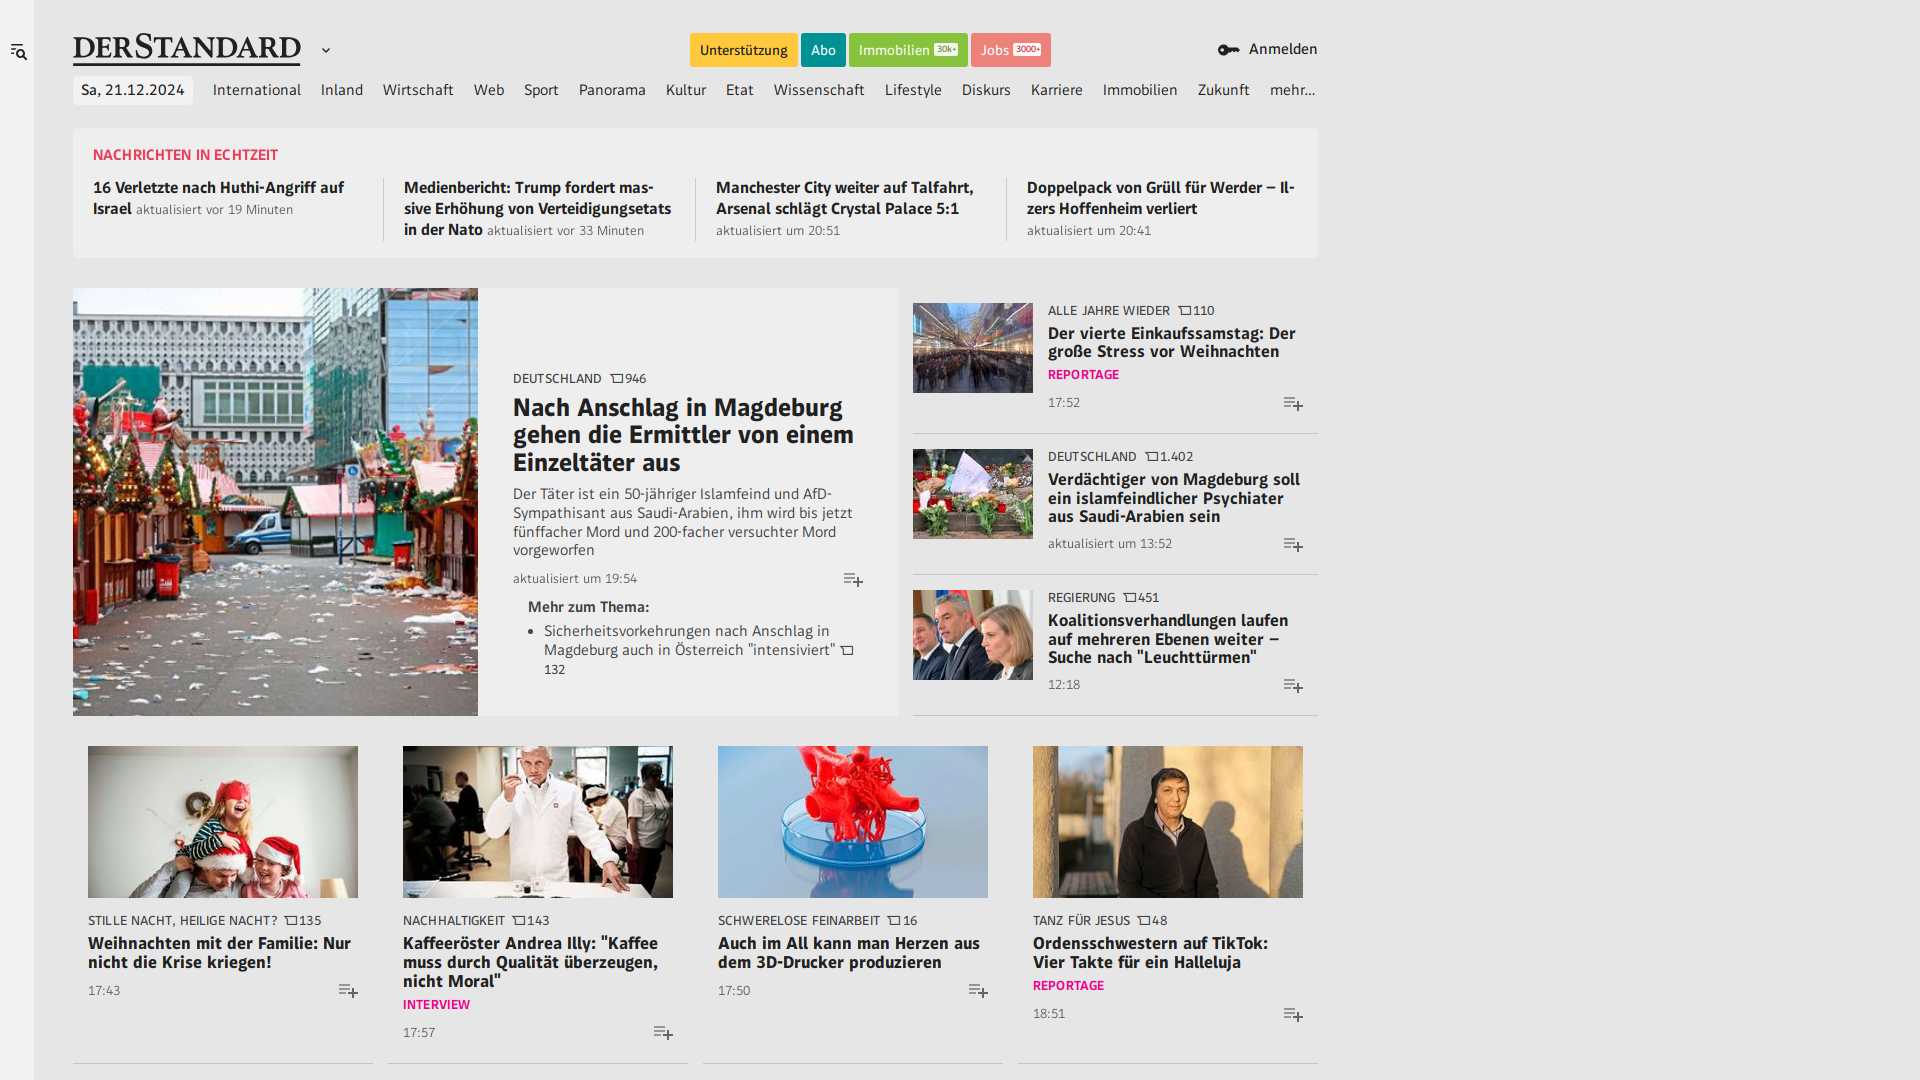 DERSTANDARD
Unterstützung
Abo
Immobilien 30k+
Jobs 3000+
Anmelden
Sa, 21.12.2024
International
Inland
Wirtschaft
Web
Sport
Panorama
Kultur
Etat
Wissenschaft
Lifestyle
Diskurs
Karriere
Immobilien
Zukunft
mehr...
NACHRICHTEN IN ECHTZEIT
16 Verletzte nach Huthi-Angriff auf
Israel aktualisiert vor 19 Minuten
Medienbericht: Trump fordert mas-
sive Erhöhung von Verteidigungsetats
in der Nato aktualisiert vor 33 Minuten
Manchester City weiter auf Talfahrt,
Arsenal schlägt Crystal Palace 5:1
aktualisiert um 20:51
Doppelpack von Grüll für Werder – Il-
zers Hoffenheim verliert
aktualisiert um 20:41
DEUTSCHLAND 946
Nach Anschlag in Magdeburg
gehen die Ermittler von einem
Einzeltäter aus
Der Täter ist ein 50-jähriger Islamfeind und AfD-
Sympathisant aus Saudi-Arabien, ihm wird bis jetzt
fünffacher Mord und 200-facher versuchter Mord
vorgeworfen
aktualisiert um 19:54
Mehr zum Thema:
• Sicherheitsvorkehrungen nach Anschlag in
Magdeburg auch in Österreich "intensiviert"
132
ALLE JAHRE WIEDER 110
Der vierte Einkaufssamstag: Der
große Stress vor Weihnachten
REPORTAGE
17:52
DEUTSCHLAND 1.402
Verdächtiger von Magdeburg soll
ein islamfeindlicher Psychiater
aus Saudi-Arabien sein
aktualisiert um 13:52
REGIERUNG 451
Koalitionsverhandlungen laufen
auf mehreren Ebenen weiter –
Suche nach "Leuchttürmen"
12:18
STILLE NACHT, HEILIGE NACHT? 135
Weihnachten mit der Familie: Nur
nicht die Krise kriegen!
17:43
NACHHALTIGKEIT 143
Kaffeeröster Andrea Illy: "Kaffee
muss durch Qualität überzeugen,
nicht Moral"
INTERVIEW
17:57
SCHWERELOSE FEINARBEIT 16
Auch im All kann man Herzen aus
dem 3D-Drucker produzieren
17:50
TANZ FÜR JESUS 48
Ordensschwestern auf TikTok:
Vier Takte für ein Halleluja
REPORTAGE
18:51